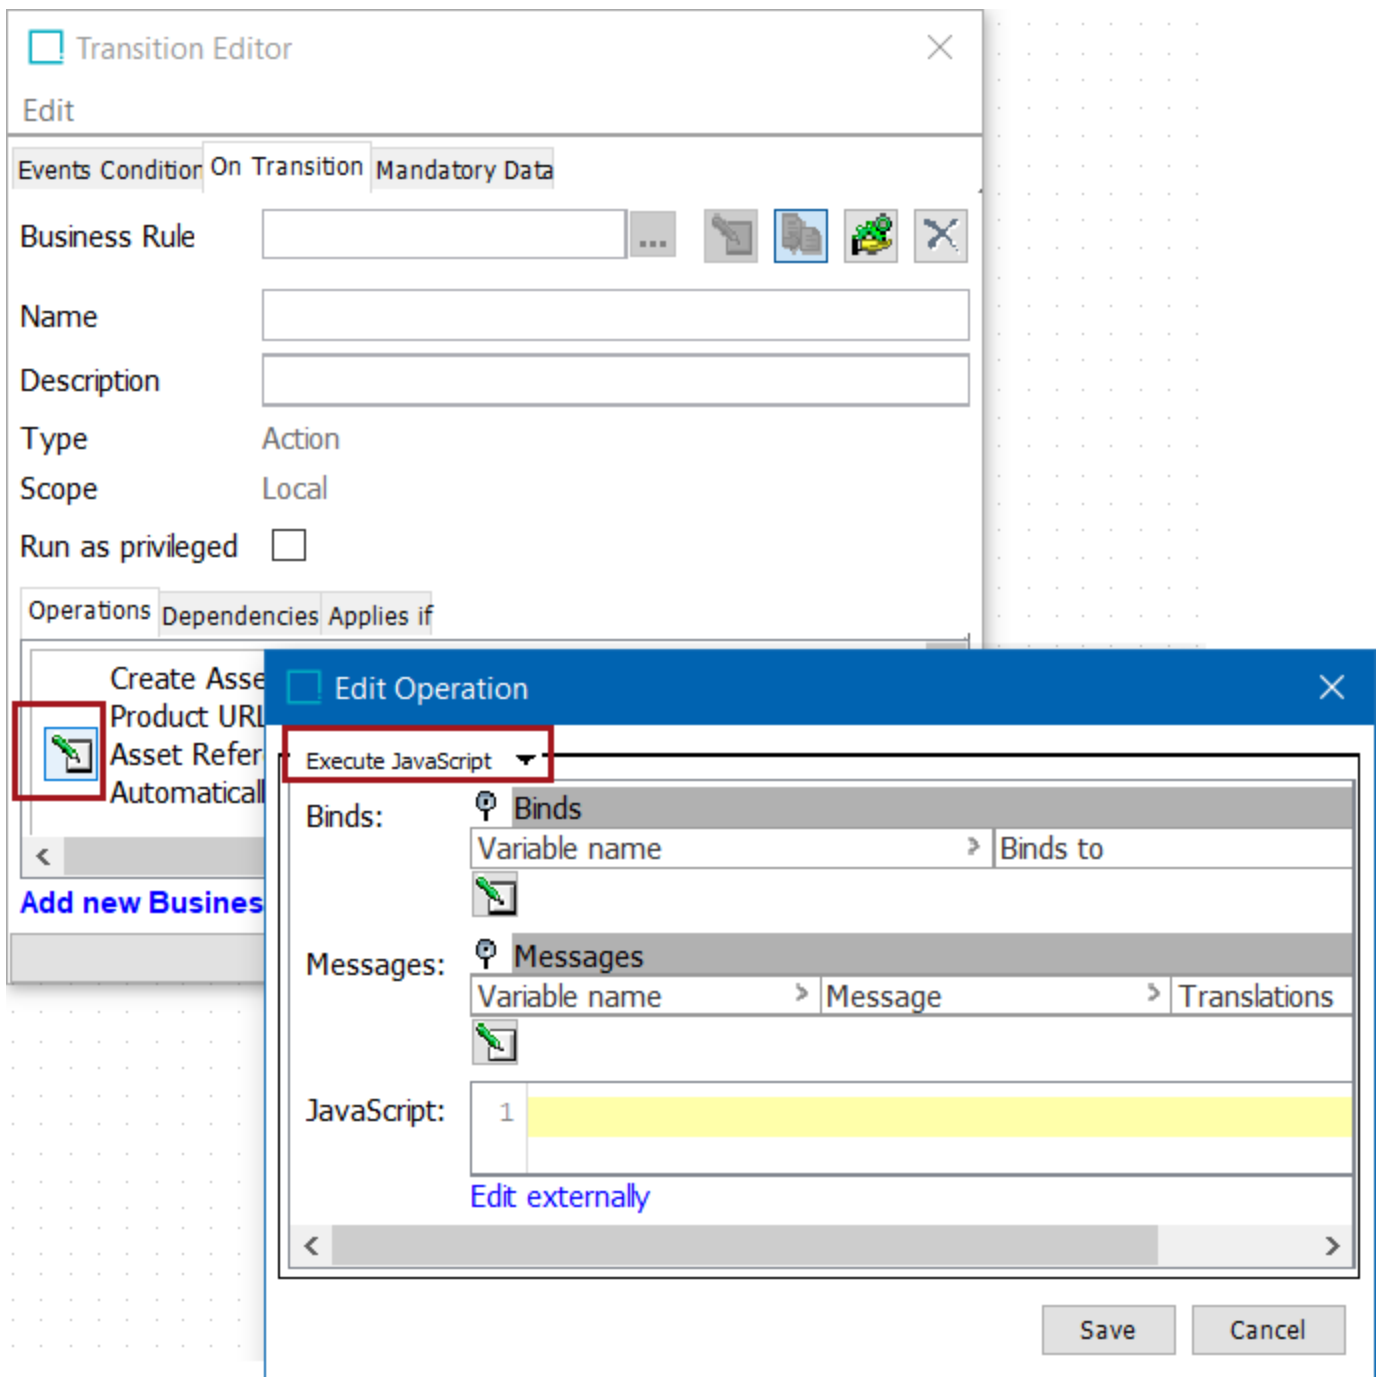 Transition Editor
Edit
Events Condition On Transition Mandatory Data
Business Rule ...
Name
Description
Type Action
Scope Local
Run as privileged
Operations Dependencies Applies if
Create Asse
Product URL
Asset Refer
Automatical
Add new Busines
Edit Operation
Execute JavaScript
Binds: Binds
Variable name Binds to
Messages: Messages
Variable name Message Translations
JavaScript: 1
Edit externally
Save Cancel